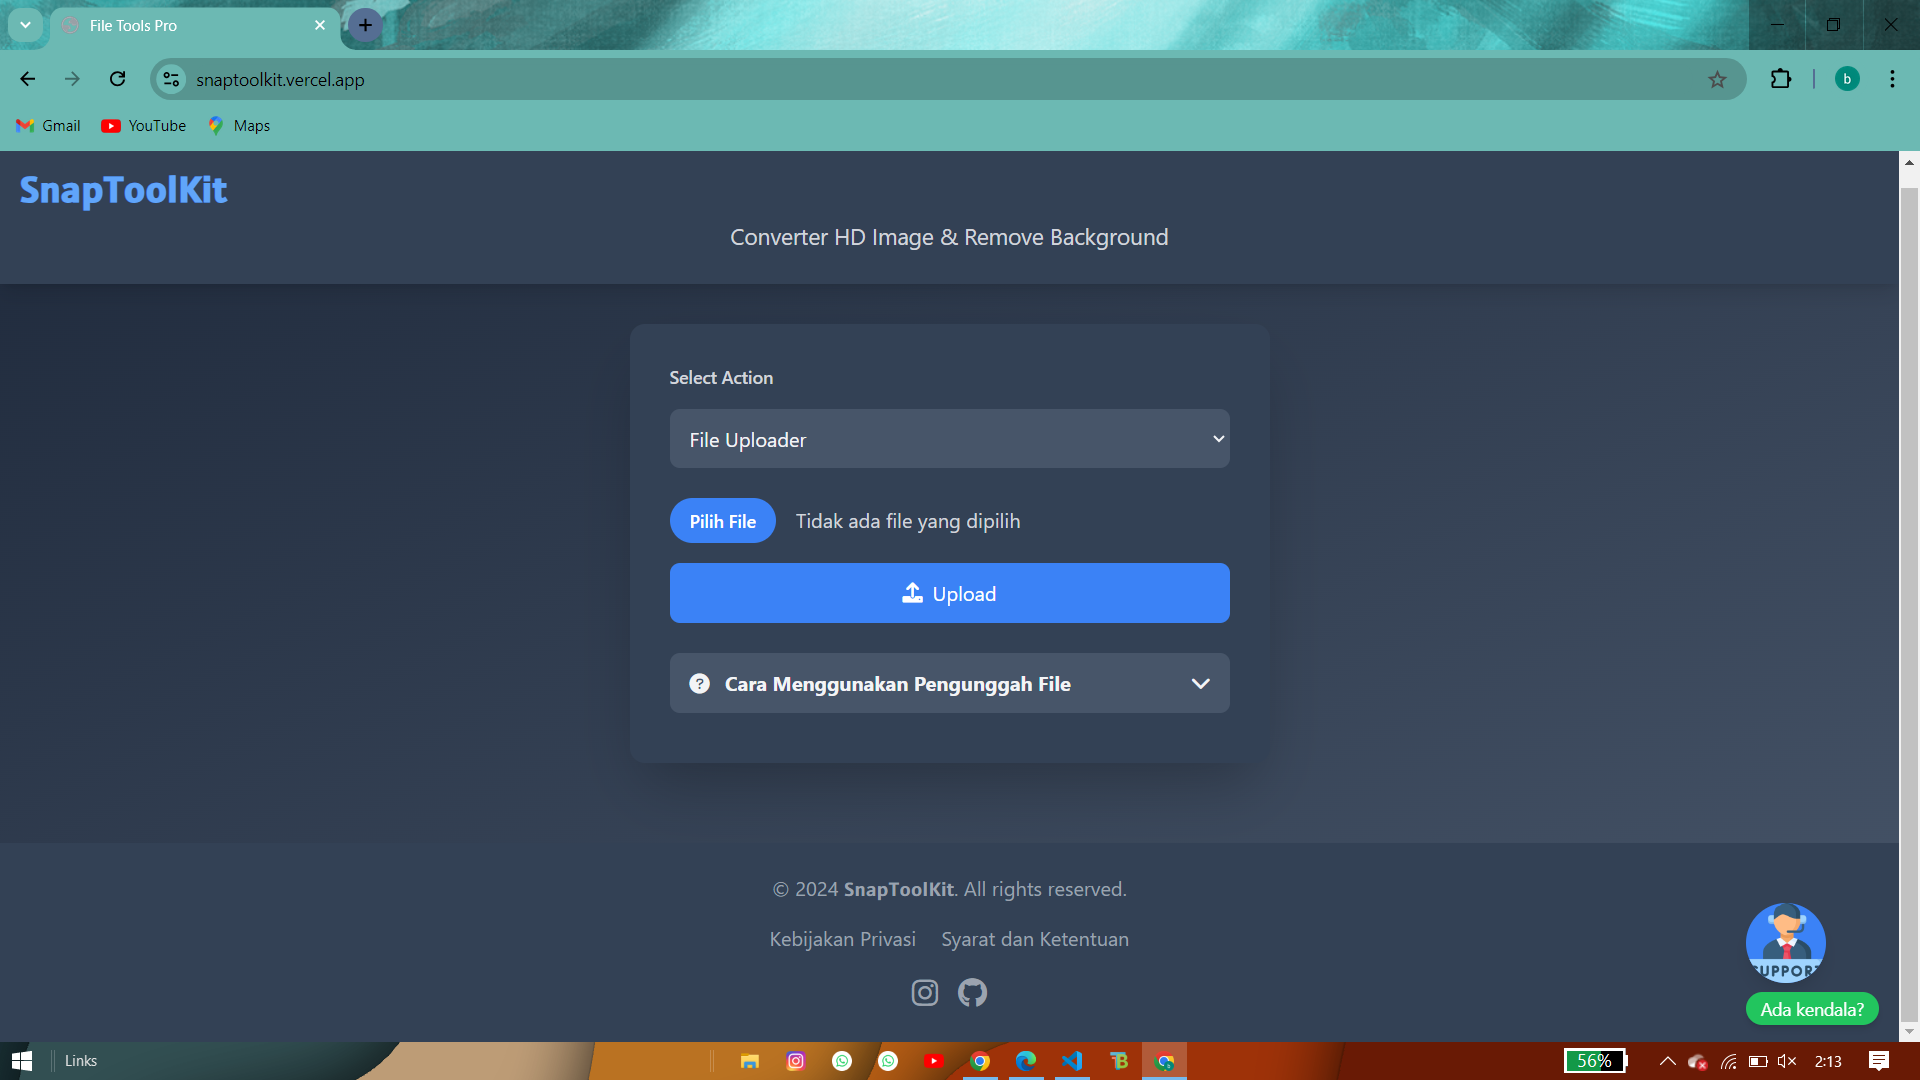 File Tools Pro
snaptoolkit.vercel.app
b
Gmail
YouTube
Maps
SnapToolKit
Converter HD Image & Remove Background
Select Action
File Uploader
Pilih File
Tidak ada file yang dipilih
Upload
Cara Menggunakan Pengunggah File
© 2024 SnapToolKit. All rights reserved.
Kebijakan Privasi
Syarat dan Ketentuan
SUPPORT
Ada kendala?
Links
56%
2:13